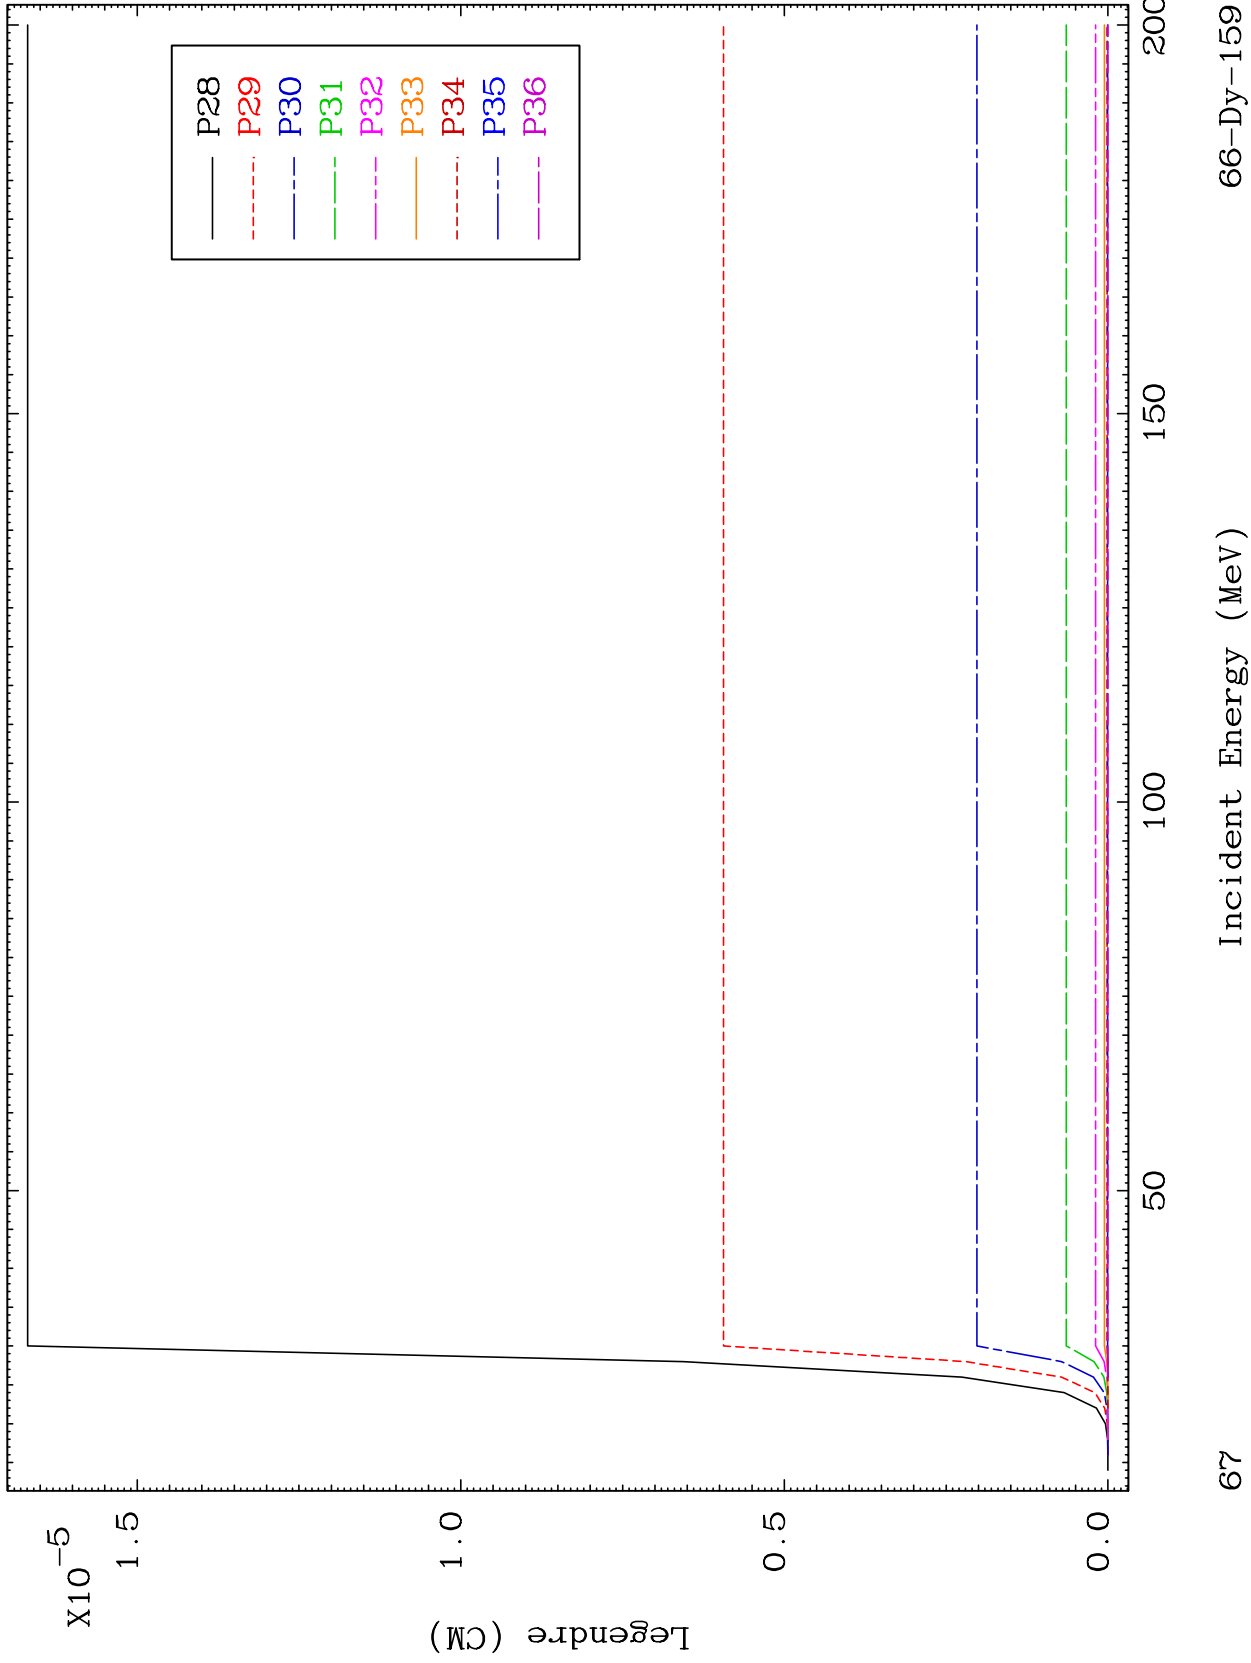 X10-5
1.5
1.0
0.5
0.0
Legendre (CM)
P28
P29
P30
P31
P32
P33
P34
P35
P36
50
100
150
200
Incident Energy (MeV)
67
66-Dy-159